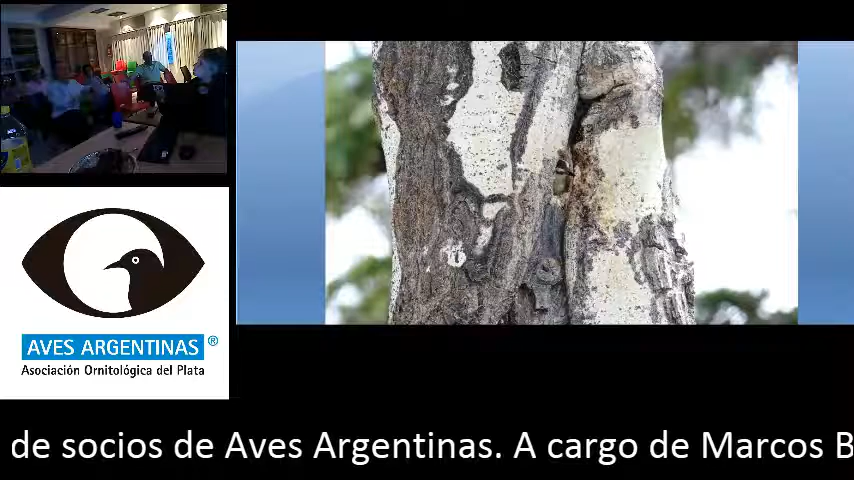 AVES ARGENTINAS ®
Asociación Ornitológica del Plata
de socios de Aves Argentinas. A cargo de Marcos B